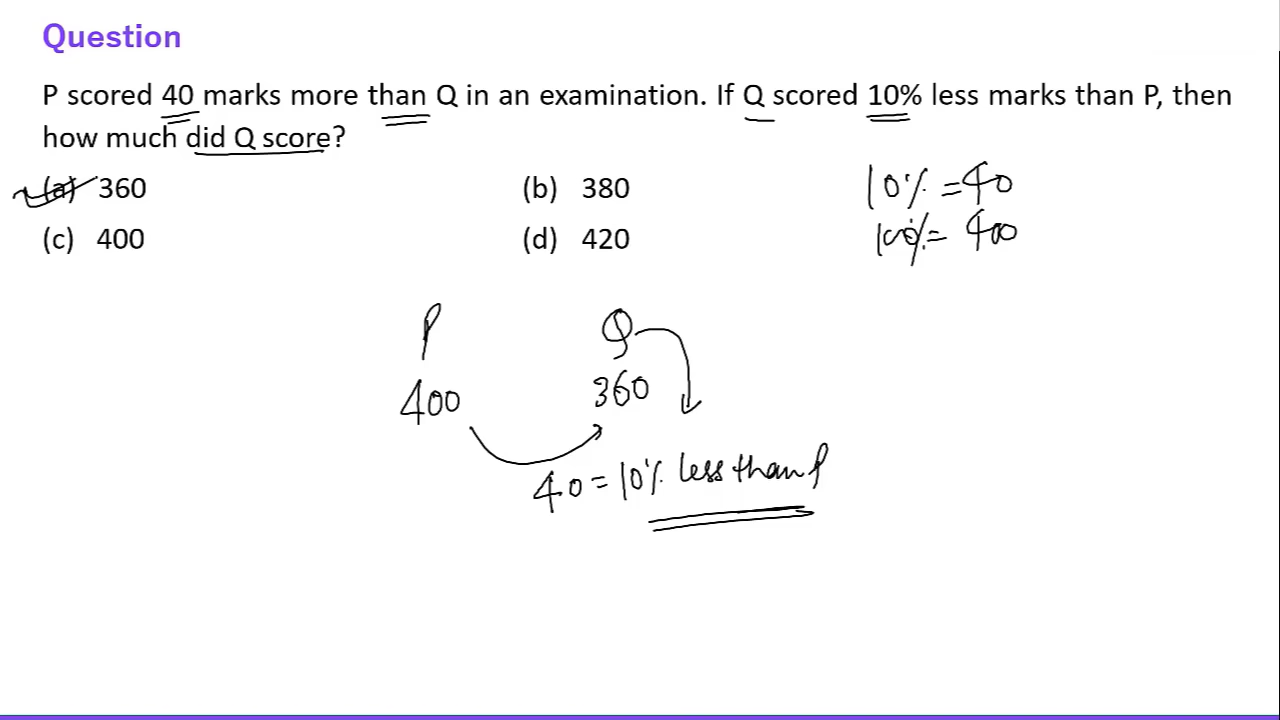 Question
P scored 40 marks more than Q in an examination. If Q scored 10% less marks than P, then
how much did Q score?
(a) 360
(b) 380
(c) 400
(d) 420
10% = 40
100% = 400
P Q
400 360
40 = 10% less than P